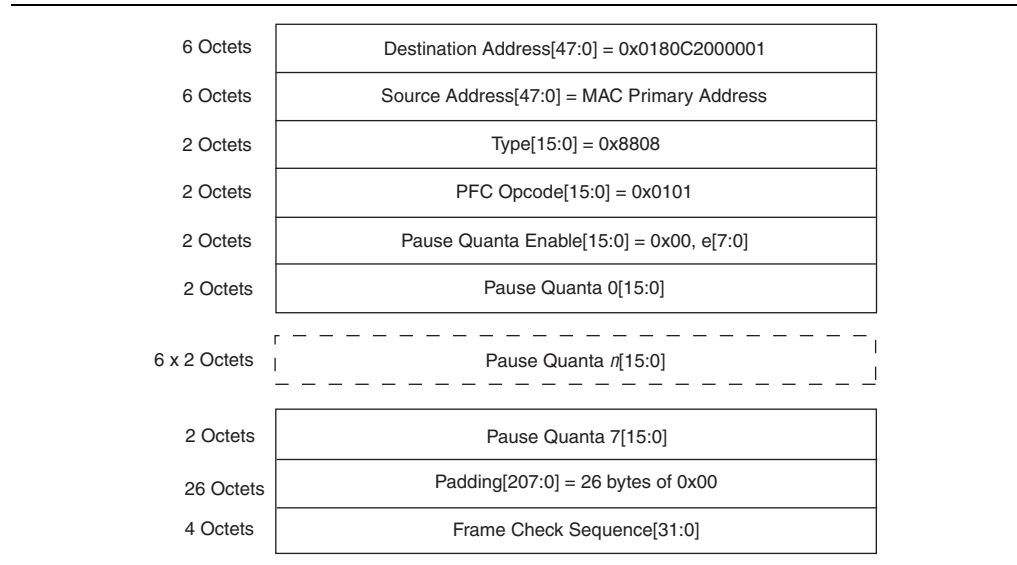 6 Octets Destination Address[47:0] = 0x0180C2000001
6 Octets Source Address[47:0] = MAC Primary Address
2 Octets Type[15:0] = 0x8808
2 Octets PFC Opcode[15:0] = 0x0101
2 Octets Pause Quanta Enable[15:0] = 0x00, e[7:0]
2 Octets Pause Quanta 0[15:0]
6 x 2 Octets Pause Quanta n[15:0]
2 Octets Pause Quanta 7[15:0]
26 Octets Padding[207:0] = 26 bytes of 0x00
4 Octets Frame Check Sequence[31:0]